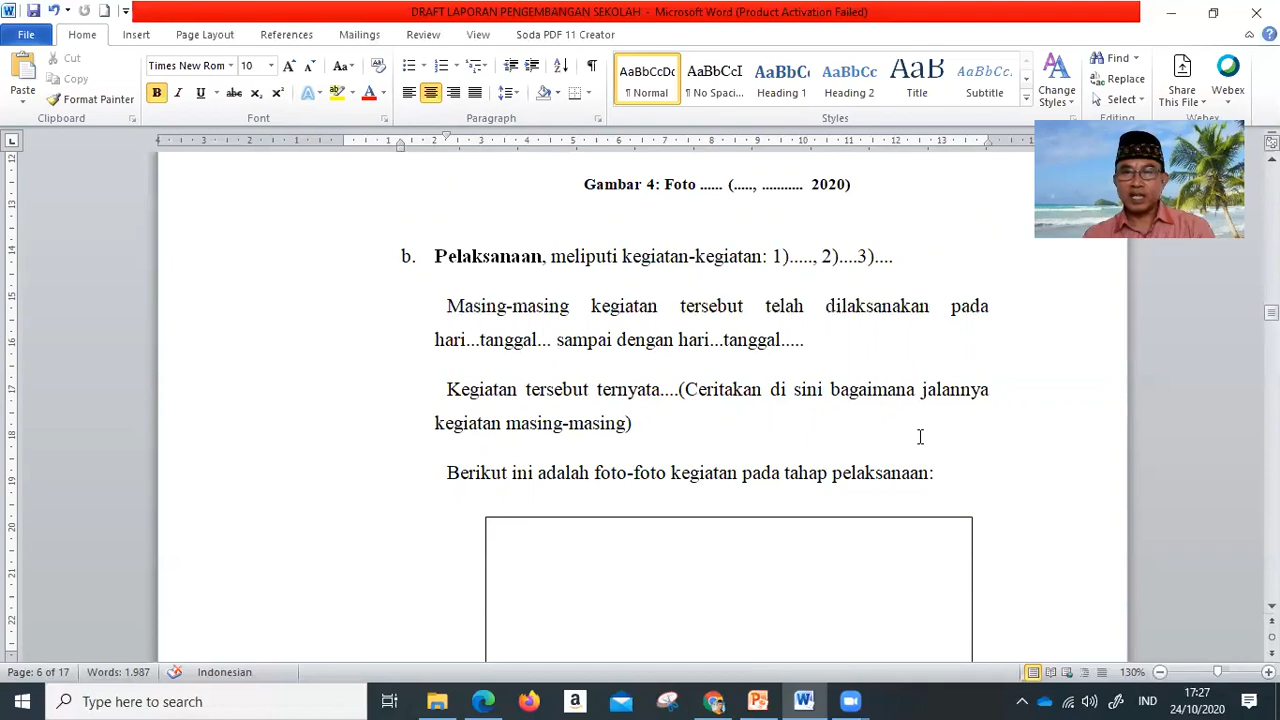 DRAFT LAPORAN PENGEMBANGAN SEKOLAH - Microsoft Word (Product Activation Failed)
File Home Insert Page Layout References Mailings Review View Soda PDF 11 Creator
Paste Cut Copy Format Painter
Clipboard
Times New Rom 10
Font
Paragraph
AaBbCcDc AaBbCcI AaBbCc AaBbCc AaB AaBbCcI
¶ Normal ¶ No Spaci... Heading 1 Heading 2 Title Subtitle
Change Styles
Styles
Find Replace Select
Editing
Share This File
Webex
Webex
Gambar 4: Foto ...... (....., ........... 2020)
b. Pelaksanaan, meliputi kegiatan-kegiatan: 1)....., 2)....3)....
Masing-masing kegiatan tersebut telah dilaksanakan pada
hari...tanggal... sampai dengan hari...tanggal.....
Kegiatan tersebut ternyata....(Ceritakan di sini bagaimana jalannya
kegiatan masing-masing)
Berikut ini adalah foto-foto kegiatan pada tahap pelaksanaan:
Page: 6 of 17 Words: 1.987 Indonesian 130%
Type here to search
IND 17:27
24/10/2020